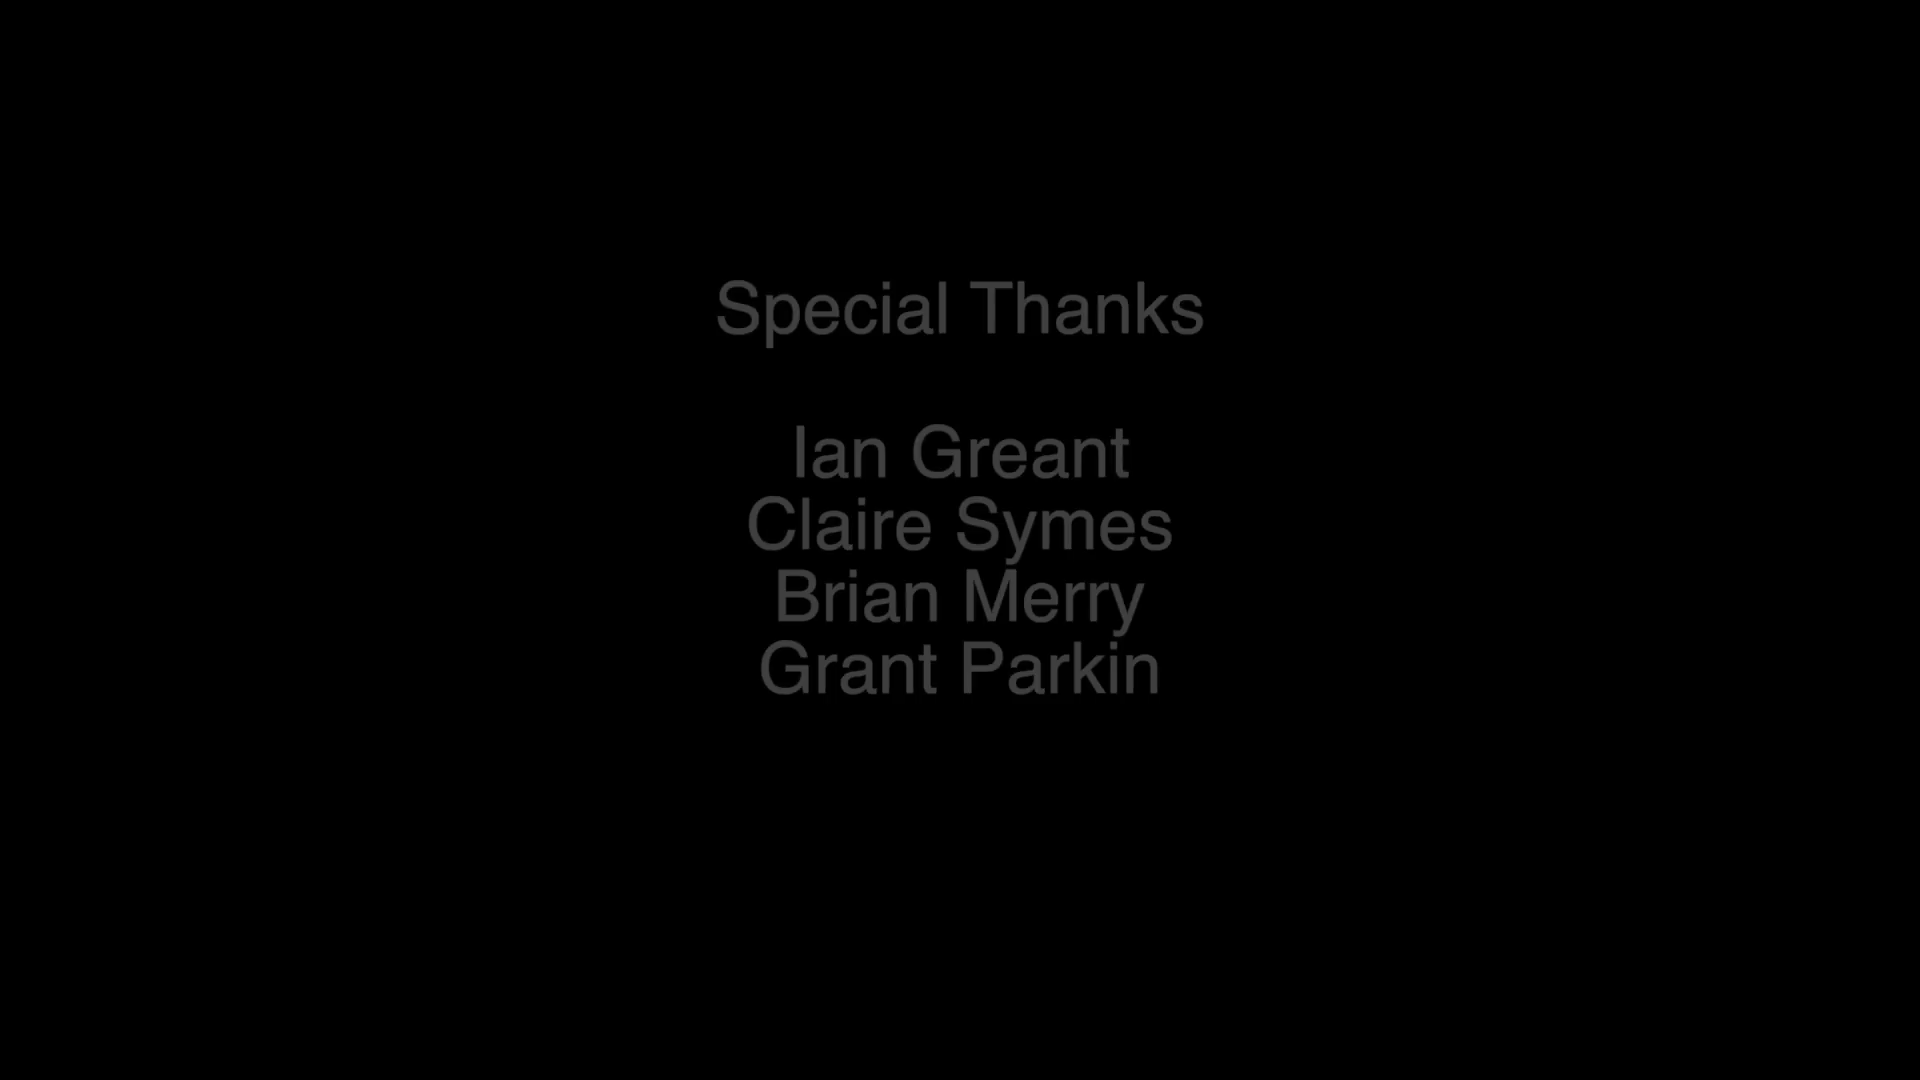 Special Thanks
Ian Greant
Claire Symes
Brian Merry
Grant Parkin